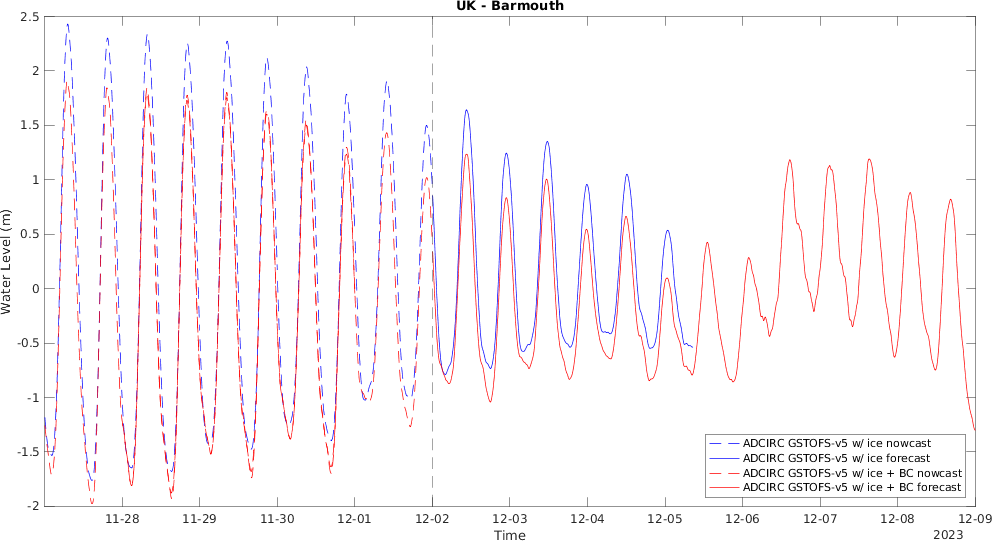 UK - Barmouth
2.5
2
1.5
1
0.5
0
-0.5
-1
-1.5
-2
Water Level (m)
11-28 11-29 11-30 12-01 12-02 12-03 12-04 12-05 12-06 12-07 12-08 12-09
Time
2023
ADCIRC GSTOFS-v5 w/ ice nowcast
ADCIRC GSTOFS-v5 w/ ice forecast
ADCIRC GSTOFS-v5 w/ ice + BC nowcast
ADCIRC GSTOFS-v5 w/ ice + BC forecast